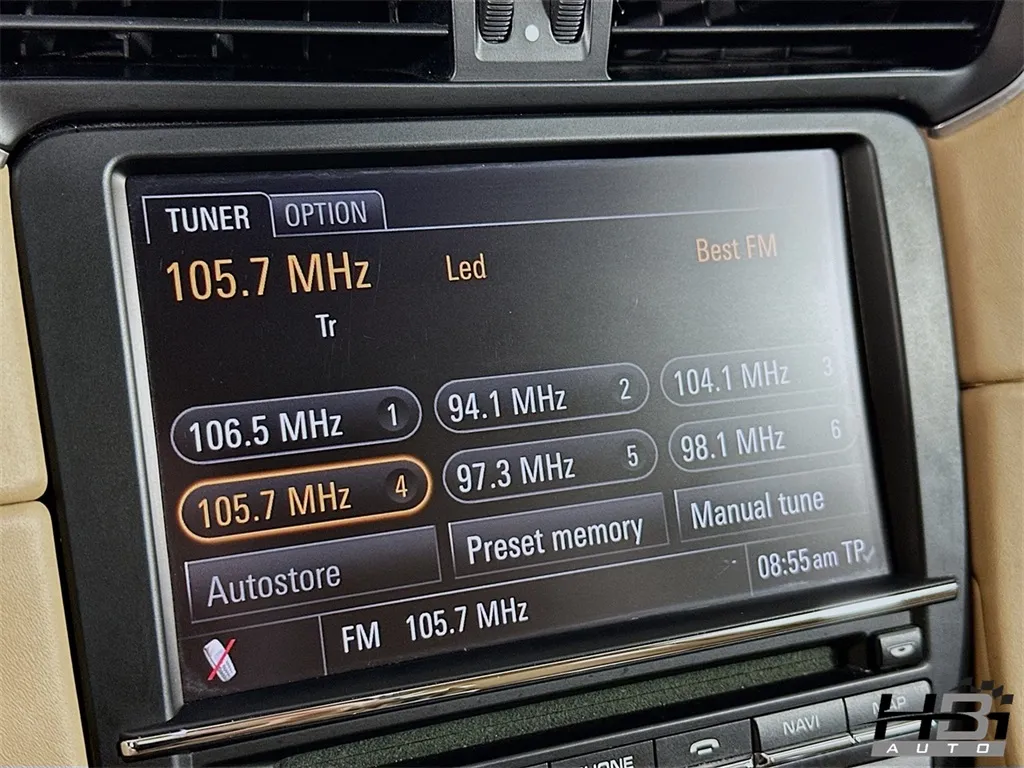 TUNER OPTION
105.7 MHz Led Best FM
Tr
106.5 MHz 1 94.1 MHz 2 104.1 MHz 3
105.7 MHz 4 97.3 MHz 5 98.1 MHz 6
Autostore Preset memory Manual tune
FM 105.7 MHz 08:55am TP
PHONE NAVI MAP
HBi
AUTO